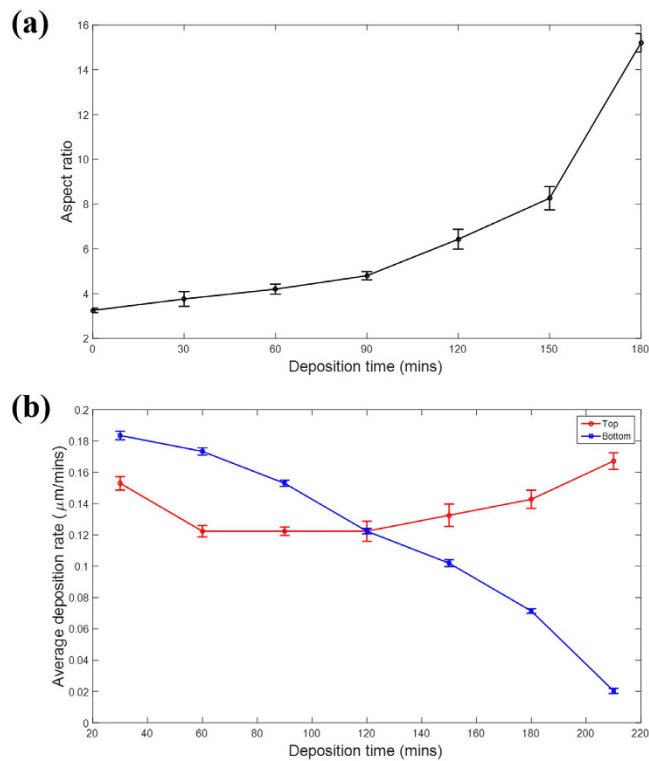 (a)
16
14
12
10
8
6
4
2
Aspect ratio
0 30 60 90 120 150 180
Deposition time (mins)
(b)
0.2
0.18
0.16
0.14
0.12
0.1
0.08
0.06
0.04
0.02
0
Average deposition rate ( μm/mins)
Top
Bottom
20 40 60 80 100 120 140 160 180 200 220
Deposition time (mins)